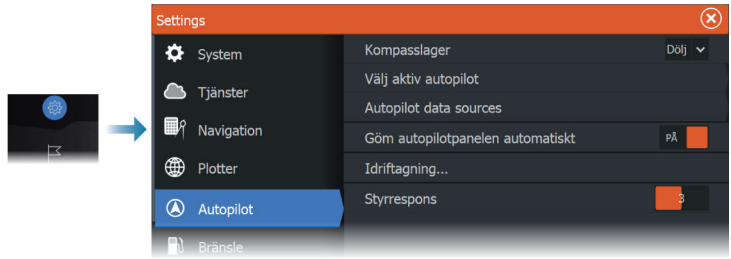 Settings
System
Tjänster
Navigation
Plotter
Autopilot
Bränsle
Kompasslager Dölj
Välj aktiv autopilot
Autopilot data sources
Göm autopilotpanelen automatiskt PÅ
Idriftagning...
Styrrespons 3